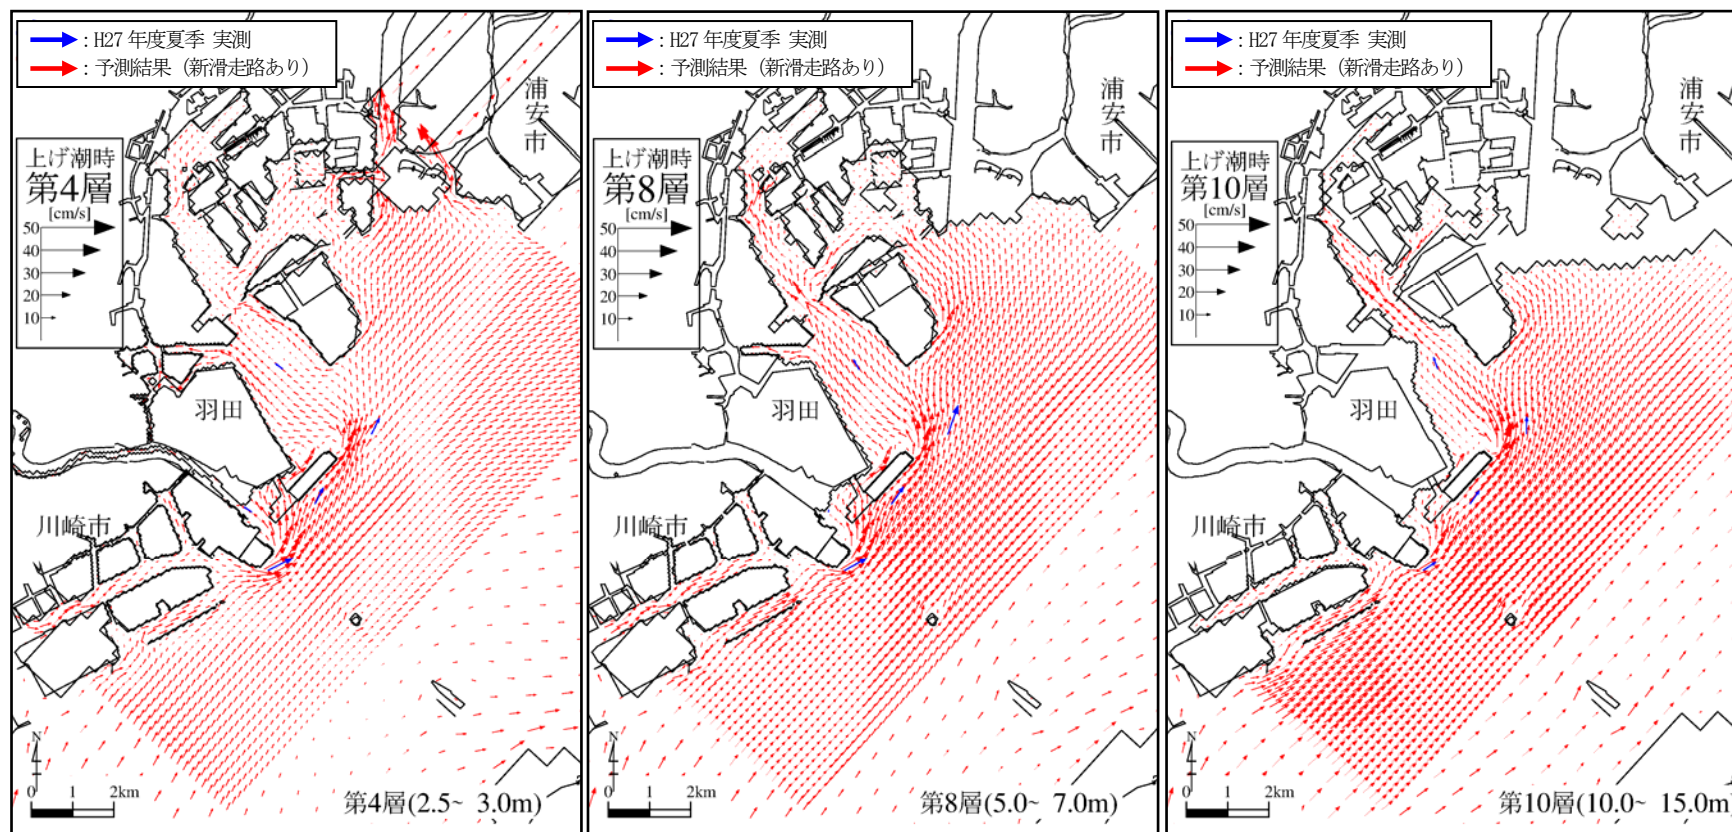 : H27 年度夏季 実測
: 予測結果（新滑走路あり）
浦安市
上げ潮時
第4層
[cm/s]
50
40
30
20
10
羽田
川崎市
N
0 1 2km
第4層(2.5~ 3.0m)
: H27 年度夏季 実測
: 予測結果（新滑走路あり）
浦安市
上げ潮時
第8層
[cm/s]
50
40
30
20
10
羽田
川崎市
N
0 1 2km
第8層(5.0~ 7.0m)
: H27 年度夏季 実測
: 予測結果（新滑走路あり）
浦安市
上げ潮時
第10層
[cm/s]
50
40
30
20
10
羽田
川崎市
N
0 1 2km
第10層(10.0~ 15.0m)